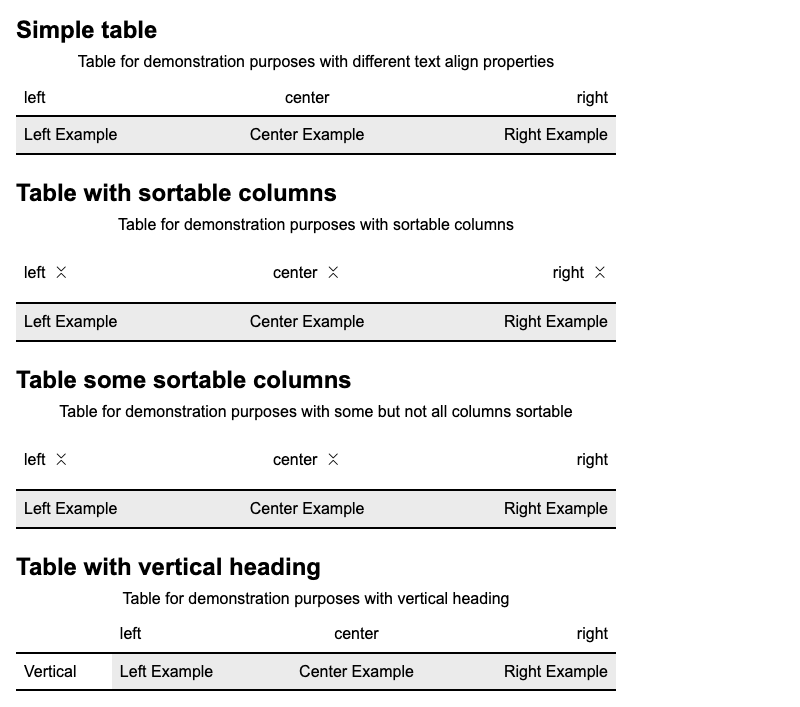 Simple table
Table for demonstration purposes with different text align properties
left center right
Left Example Center Example Right Example
Table with sortable columns
Table for demonstration purposes with sortable columns
left center right
Left Example Center Example Right Example
Table some sortable columns
Table for demonstration purposes with some but not all columns sortable
left center right
Left Example Center Example Right Example
Table with vertical heading
Table for demonstration purposes with vertical heading
left center right
Vertical Left Example Center Example Right Example